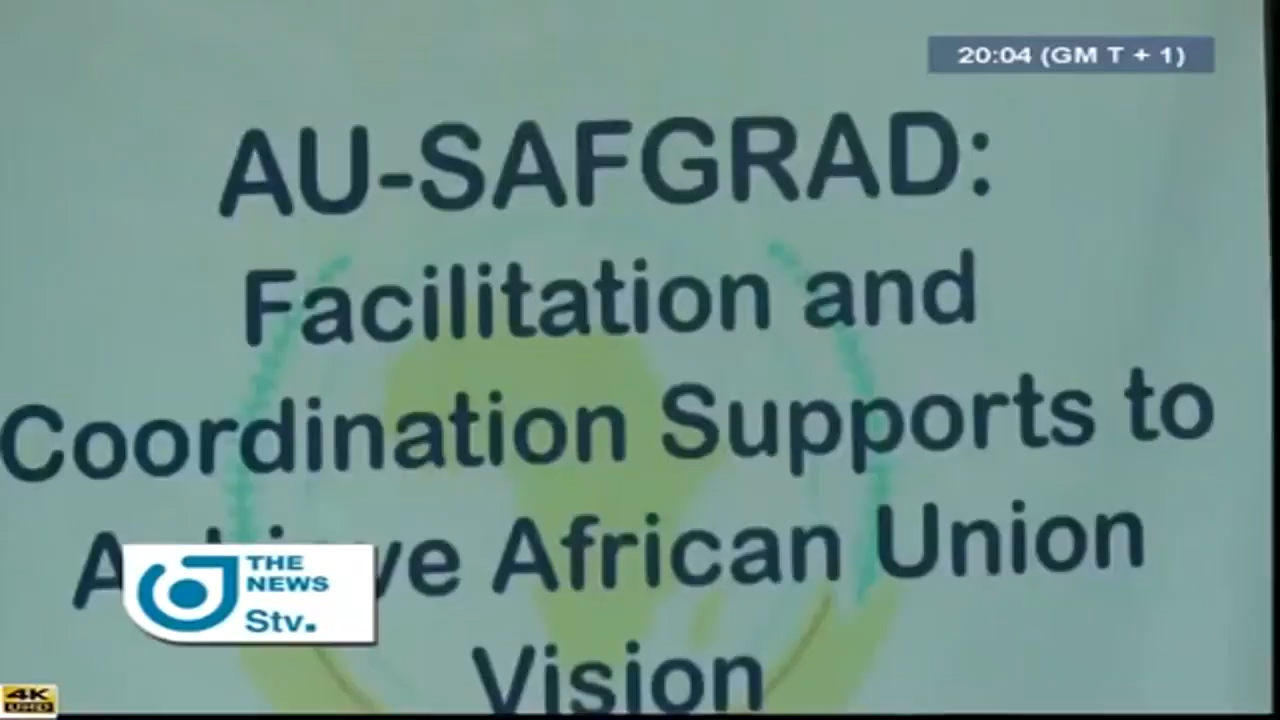 20:04 (GM T + 1)
AU-SAFGRAD:
Facilitation and
Coordination Supports to
African Union
Vision
THE
NEWS
Stv.
4K
UHD